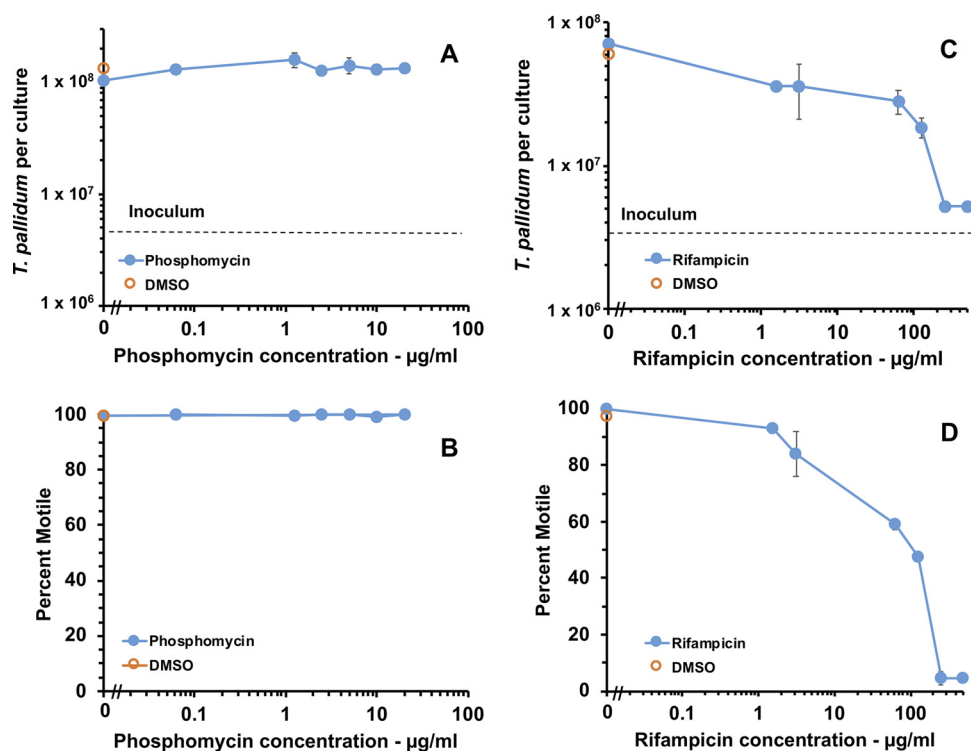 A
T. pallidum per culture
1 x 10⁸
1 x 10⁷
1 x 10⁶
Inoculum
Phosphomycin
DMSO
0 0.1 1 10 100
Phosphomycin concentration - µg/ml
C
T. pallidum per culture
1 x 10⁸
1 x 10⁷
1 x 10⁶
Inoculum
Rifampicin
DMSO
0 0.1 1 10 100
Rifampicin concentration - µg/ml
B
Percent Motile
100
80
60
40
20
0
Phosphomycin
DMSO
0 0.1 1 10 100
Phosphomycin concentration - µg/ml
D
Percent Motile
100
80
60
40
20
0
Rifampicin
DMSO
0 0.1 1 10 100
Rifampicin concentration - µg/ml